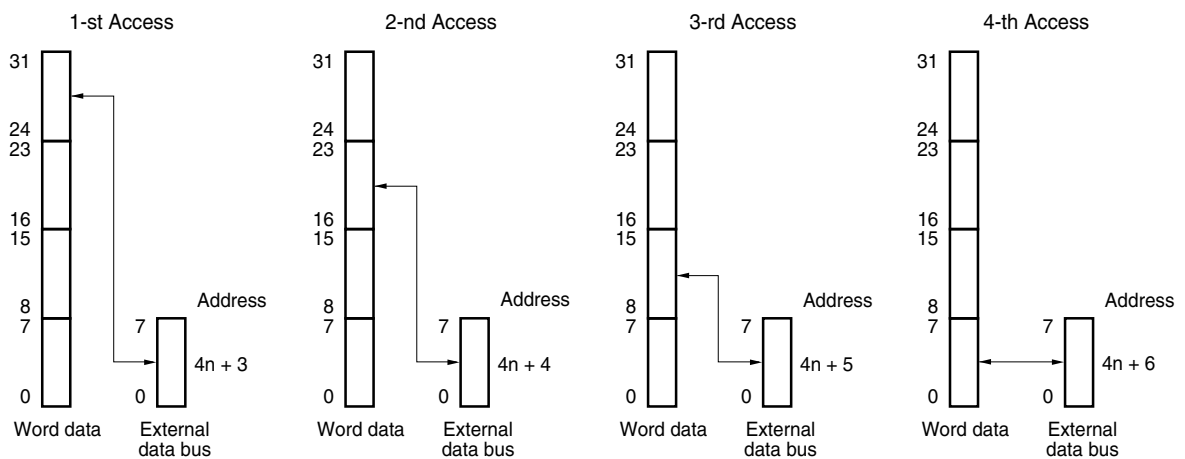 1-st Access
31
24
23
16
15
8
7
0
Word data
Address
7
4n + 3
0
External
data bus
2-nd Access
31
24
23
16
15
8
7
0
Word data
Address
7
4n + 4
0
External
data bus
3-rd Access
31
24
23
16
15
8
7
0
Word data
Address
7
4n + 5
0
External
data bus
4-th Access
31
24
23
16
15
8
7
0
Word data
Address
7
4n + 6
0
External
data bus